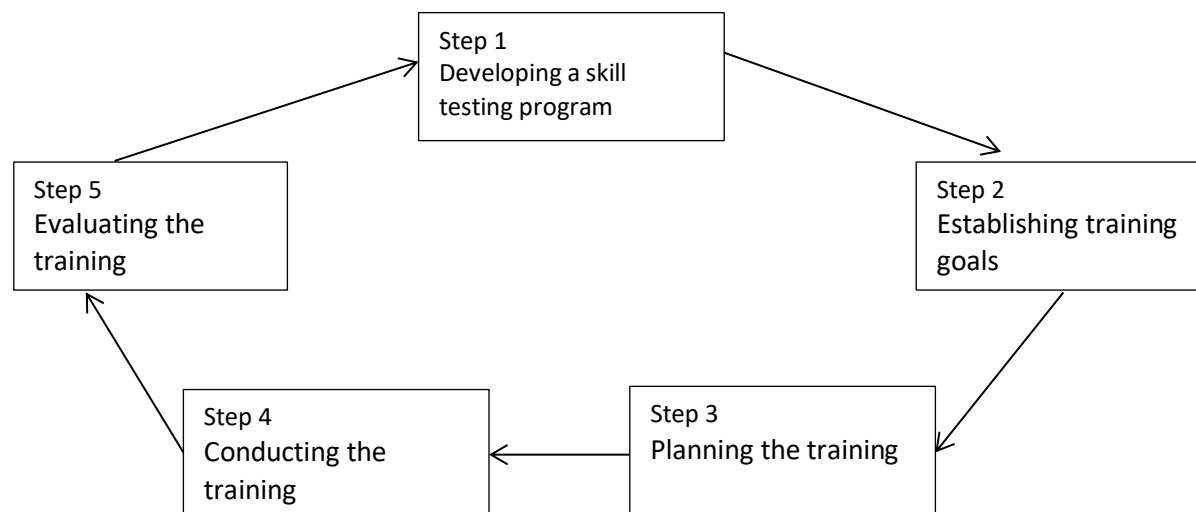 Step 1
Developing a skill
testing program
Step 2
Establishing training
goals
Step 3
Planning the training
Step 4
Conducting the
training
Step 5
Evaluating the
training